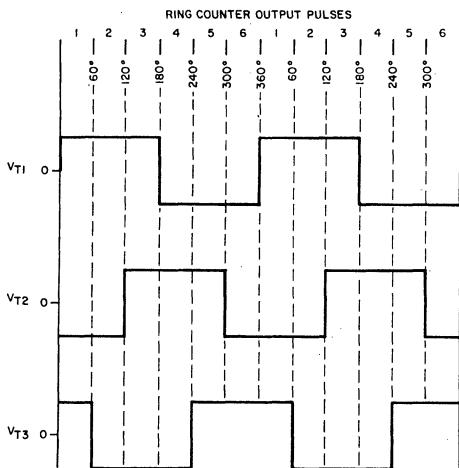 RING COUNTER OUTPUT PULSES
1 2 3 4 5 6 1 2 3 4 5 6
60° 120° 180° 240° 300° 360° 60° 120° 180° 240° 300°
VT1 0
VT2 0
VT3 0